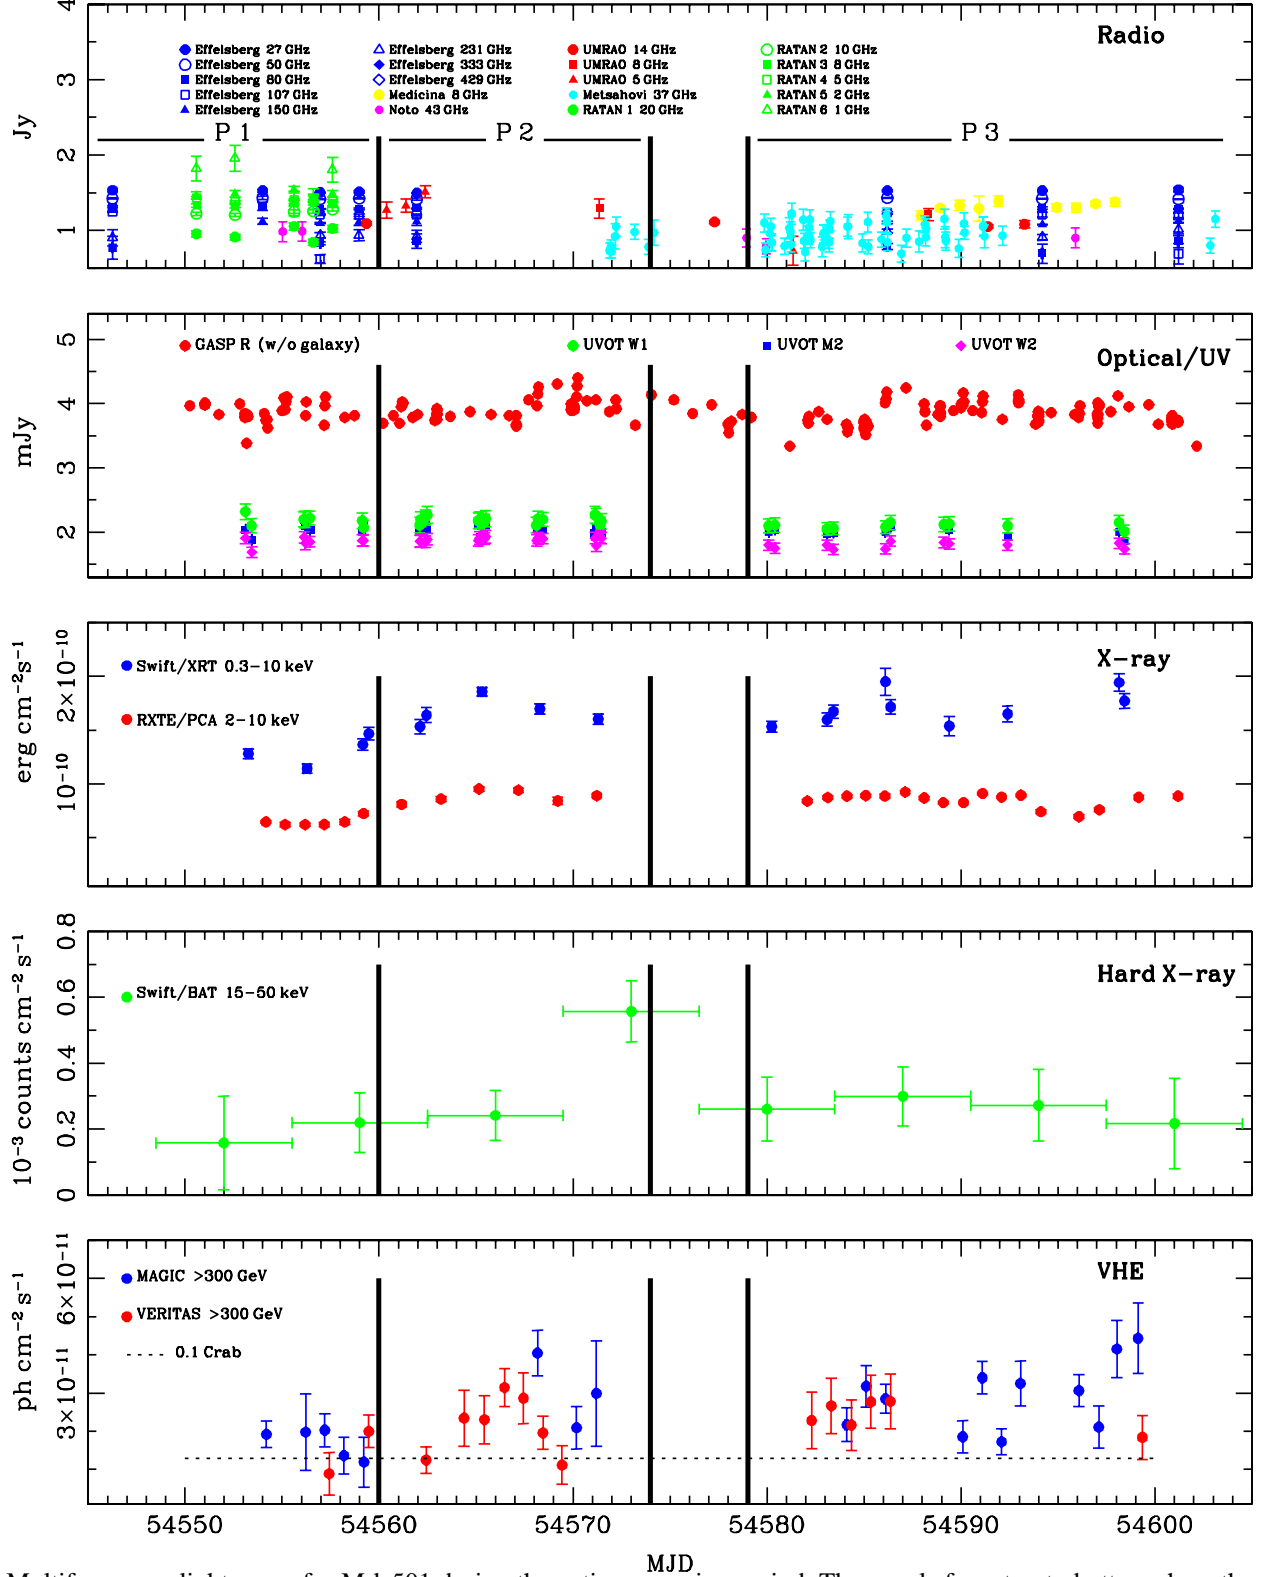 Radio
Effelsberg 27 GHz
Effelsberg 50 GHz
Effelsberg 80 GHz
Effelsberg 107 GHz
Effelsberg 150 GHz
Effelsberg 231 GHz
Effelsberg 333 GHz
Effelsberg 429 GHz
Medicina 8 GHz
Noto 43 GHz
UMRAO 14 GHz
UMRAO 8 GHz
UMRAO 5 GHz
Metsahovi 37 GHz
RATAN 1 20 GHz
RATAN 2 10 GHz
RATAN 3 8 GHz
RATAN 4 5 GHz
RATAN 5 2 GHz
RATAN 6 1 GHz
P 1
P 2
P 3
Jy
4
3
2
1
Optical/UV
GASP R (w/o galaxy)
UVOT W1
UVOT M2
UVOT W2
mJy
5
4
3
2
X-ray
Swift/XRT 0.3-10 keV
RXTE/PCA 2-10 keV
erg cm⁻²s⁻¹
2×10⁻¹⁰
10⁻¹⁰
Hard X-ray
Swift/BAT 15-50 keV
10⁻³ counts cm⁻² s⁻¹
0.8
0.6
0.4
0.2
0
VHE
MAGIC >300 GeV
VERITAS >300 GeV
0.1 Crab
ph cm⁻² s⁻¹
6×10⁻¹¹
3×10⁻¹¹
54550 54560 54570 54580 54590 54600
MJD